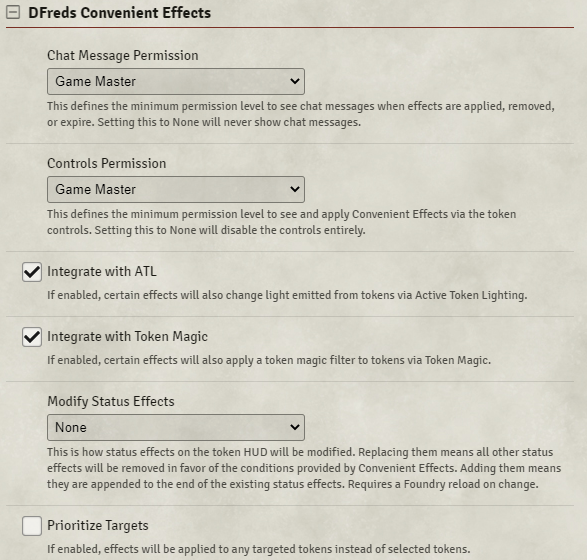 DFreds Convenient Effects
Chat Message Permission
Game Master
This defines the minimum permission level to see chat messages when effects are applied, removed,
or expire. Setting this to None will never show chat messages.
Controls Permission
Game Master
This defines the minimum permission level to see and apply Convenient Effects via the token
controls. Setting this to None will disable the controls entirely.
Integrate with ATL
If enabled, certain effects will also change light emitted from tokens via Active Token Lighting.
Integrate with Token Magic
If enabled, certain effects will also apply a token magic filter to tokens via Token Magic.
Modify Status Effects
None
This is how status effects on the token HUD will be modified. Replacing them means all other status
effects will be removed in favor of the conditions provided by Convenient Effects. Adding them means
they are appended to the end of the existing status effects. Requires a Foundry reload on change.
Prioritize Targets
If enabled, effects will be applied to any targeted tokens instead of selected tokens.